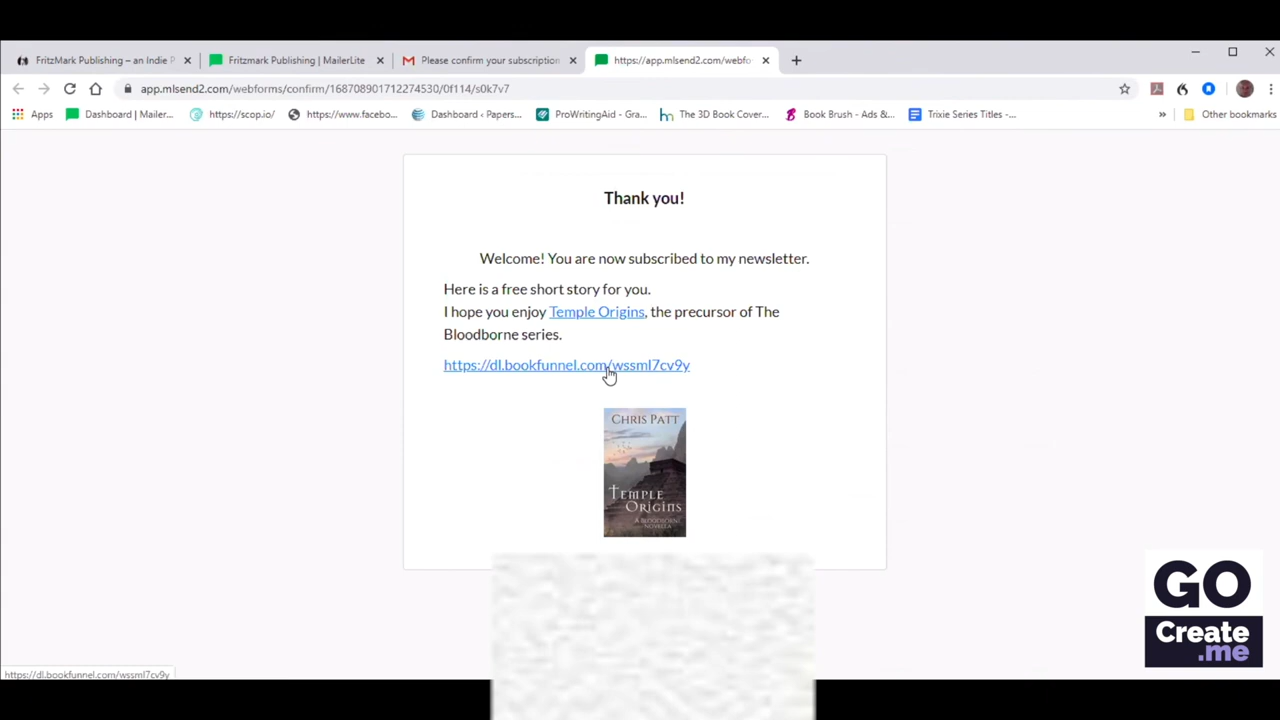 FritzMark Publishing – an Indie P
Fritzmark Publishing | MailerLite
Please confirm your subscription
https://app.mlsend2.com/webfo
app.mlsend2.com/webforms/confirm/168708901712274530/0f114/s0k7v7
Apps
Dashboard | Mailer...
https://scop.io/
https://www.facebo...
Dashboard ‹ Papers...
ProWritingAid - Gra...
The 3D Book Cover...
Book Brush - Ads &...
Trixie Series Titles -...
»
Other bookmarks
Thank you!
Welcome! You are now subscribed to my newsletter.
Here is a free short story for you.
I hope you enjoy Temple Origins, the precursor of The
Bloodborne series.
https://dl.bookfunnel.com/wssml7cv9y
CHRIS PATT
TEMPLE
ORIGINS
A BLOODBORNE
NOVELLA
GO
Create
.me
https://dl.bookfunnel.com/wssml7cv9y